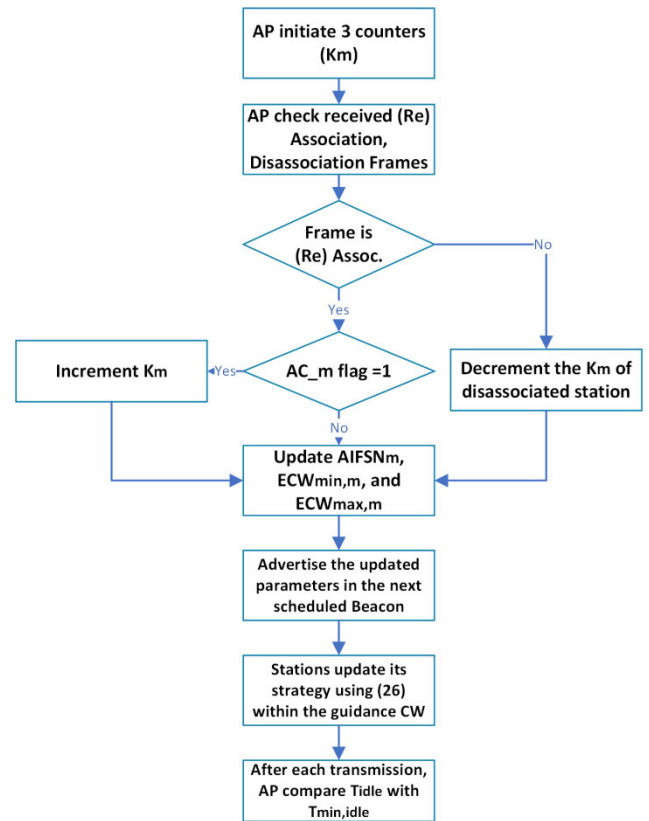 AP initiate 3 counters
(Km)
AP check received (Re)
Association,
Disassociation Frames
Frame is
(Re) Assoc.
No
Yes
Increment Km
Yes
AC_m flag =1
Decrement the Km of
disassociated station
No
Update AIFSNm,
ECWmin,m, and
ECWmax,m
Advertise the updated
parameters in the next
scheduled Beacon
Stations update its
strategy using (26)
within the guidance CW
After each transmission,
AP compare Tidle with
Tmin,idle